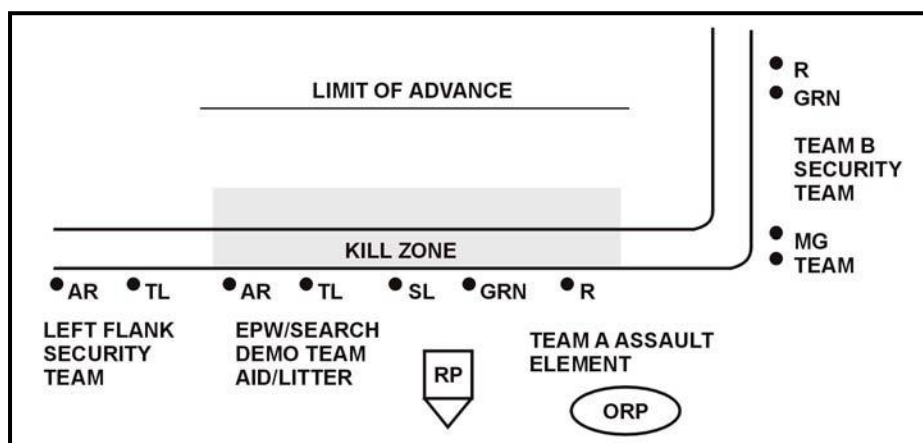 LIMIT OF ADVANCE
R
GRN
TEAM B
SECURITY
TEAM
MG
TEAM
KILL ZONE
AR
TL
AR
TL
SL
GRN
R
LEFT FLANK
SECURITY
TEAM
EPW/SEARCH
DEMO TEAM
AID/LITTER
RP
TEAM A ASSAULT
ELEMENT
ORP